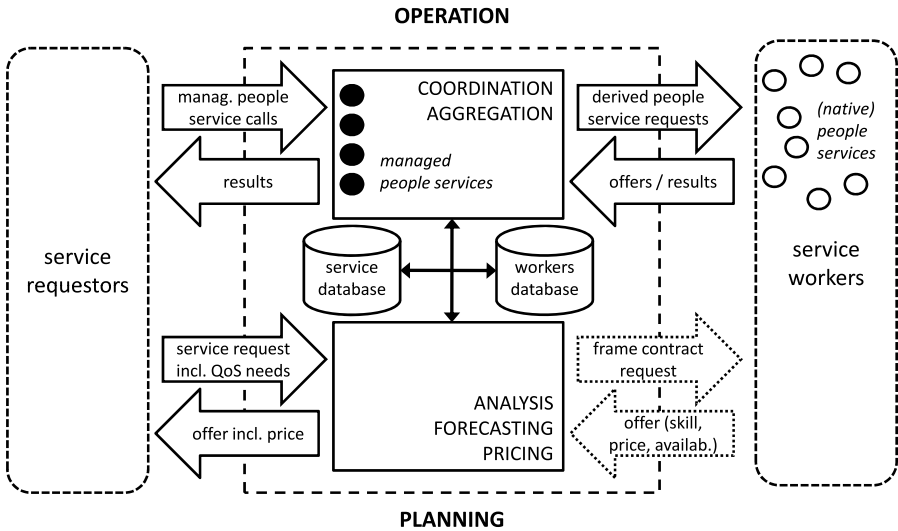 OPERATION
manag. people
service calls
COORDINATION
AGGREGATION
derived people
service requests
(native)
people
services
managed
people services
results
offers / results
service
requestors
service
database
workers
database
service
workers
service request
incl. QoS needs
frame contract
request
ANALYSIS
FORECASTING
PRICING
offer incl. price
offer (skill,
price, availab.)
PLANNING